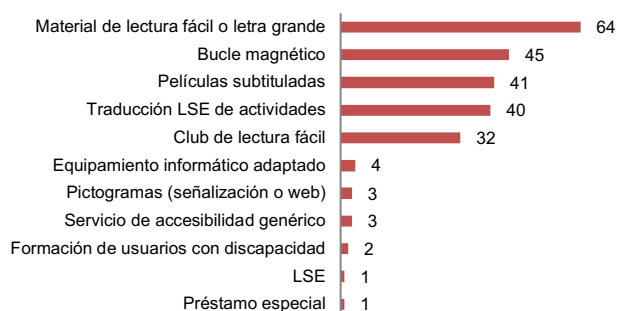 Material de lectura fácil o letra grande 64
Bucle magnético 45
Películas subtituladas 41
Traducción LSE de actividades 40
Club de lectura fácil 32
Equipamiento informático adaptado 4
Pictogramas (señalización o web) 3
Servicio de accesibilidad genérico 3
Formación de usuarios con discapacidad 2
LSE 1
Préstamo especial 1